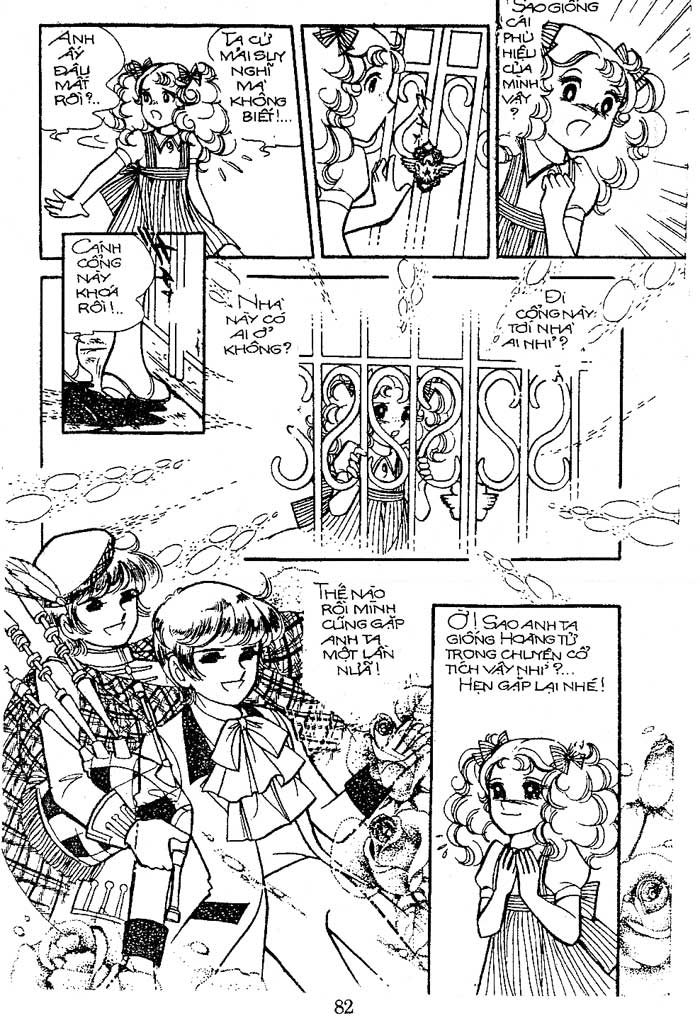 ANH
ẤY
ĐÂU
MẤT
RỒI?..
TA CỨ
MẢI SUY
NGHĨ
MÀ
KHÔNG
BIẾT!...
SAO GIỐNG
CÁI
PHÙ
HIỆU
CỦA
MÌNH
VẬY
?
CÁNH
CỔNG
NÀY
KHOÁ
RỒI!..
NHÀ
NÀY CÓ
AI Ở
KHÔNG?
ĐI
CỔNG NÀY
TỚI NHÀ
AI NHỈ?
THẾ NÀO
RỒI MÌNH
CŨNG GẶP
ANH TA
MỘT LẦN
NỮA!
Ờ! SAO ANH TA
GIỐNG HOÀNG TỬ
TRONG CHUYỆN CỔ
TÍCH VẬY NHỈ?...
HẸN GẶP LẠI NHÉ!
82